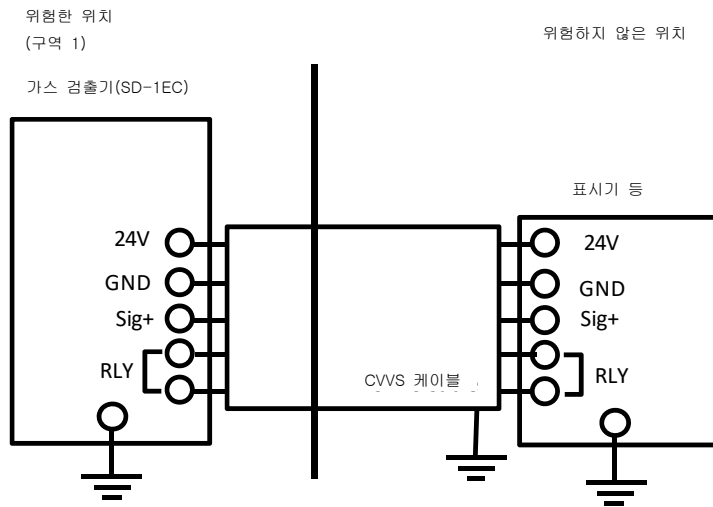 위험한 위치
(구역 1)
위험하지 않은 위치
가스 검출기(SD-1EC)
표시기 등
24V
GND
Sig+
RLY
CVVS 케이블
24V
GND
Sig+
RLY